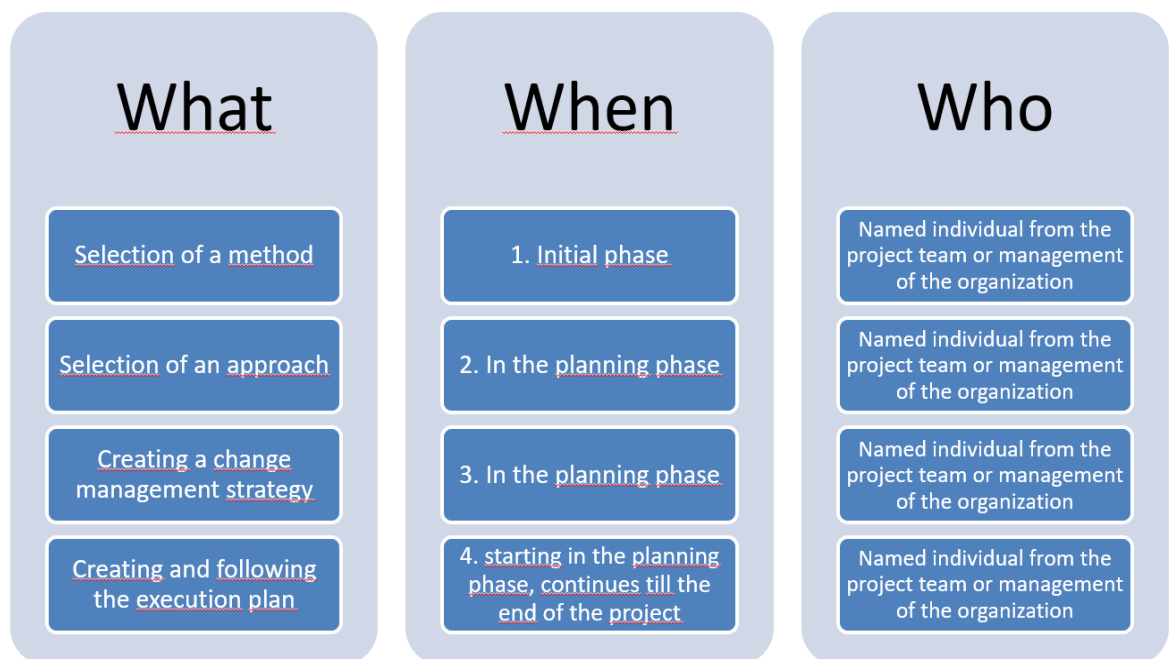 What
Selection of a method
Selection of an approach
Creating a change
management strategy
Creating and following
the execution plan
When
1. Initial phase
2. In the planning phase
3. In the planning phase
4. starting in the planning
phase, continues till the
end of the project
Who
Named individual from the
project team or management
of the organization
Named individual from the
project team or management
of the organization
Named individual from the
project team or management
of the organization
Named individual from the
project team or management
of the organization